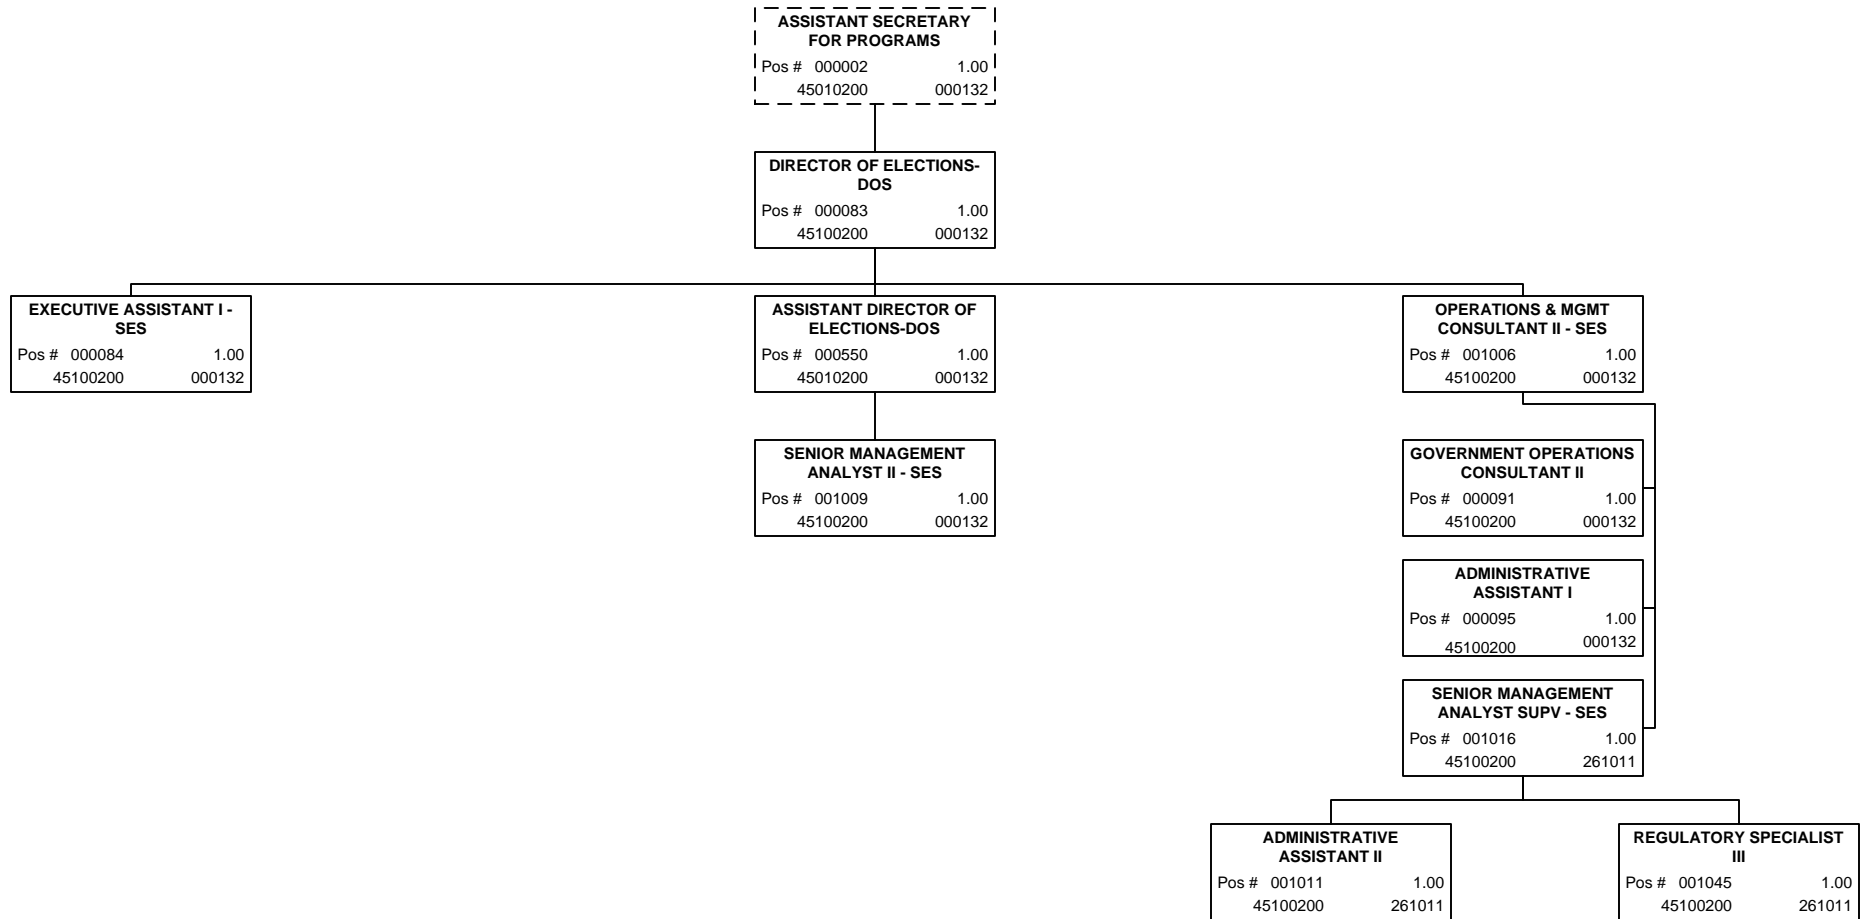 ASSISTANT SECRETARY
FOR PROGRAMS
Pos # 000002 1.00
45010200 000132
DIRECTOR OF ELECTIONS-
DOS
Pos # 000083 1.00
45100200 000132
EXECUTIVE ASSISTANT I -
SES
Pos # 000084 1.00
45100200 000132
ASSISTANT DIRECTOR OF
ELECTIONS-DOS
Pos # 000550 1.00
45010200 000132
OPERATIONS & MGMT
CONSULTANT II - SES
Pos # 001006 1.00
45100200 000132
SENIOR MANAGEMENT
ANALYST II - SES
Pos # 001009 1.00
45100200 000132
GOVERNMENT OPERATIONS
CONSULTANT II
Pos # 000091 1.00
45100200 000132
ADMINISTRATIVE
ASSISTANT I
Pos # 000095 1.00
45100200 000132
SENIOR MANAGEMENT
ANALYST SUPV - SES
Pos # 001016 1.00
45100200 261011
ADMINISTRATIVE
ASSISTANT II
Pos # 001011 1.00
45100200 261011
REGULATORY SPECIALIST
III
Pos # 001045 1.00
45100200 261011